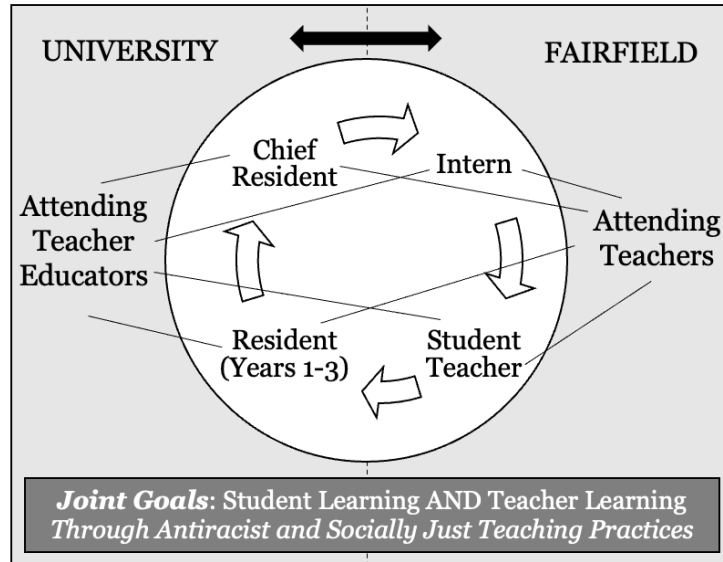 UNIVERSITY
FAIRFIELD
Chief
Resident
Intern
Attending
Teacher
Educators
Attending
Teachers
Resident
(Years 1-3)
Student
Teacher
Joint Goals: Student Learning AND Teacher Learning
Through Antiracist and Socially Just Teaching Practices